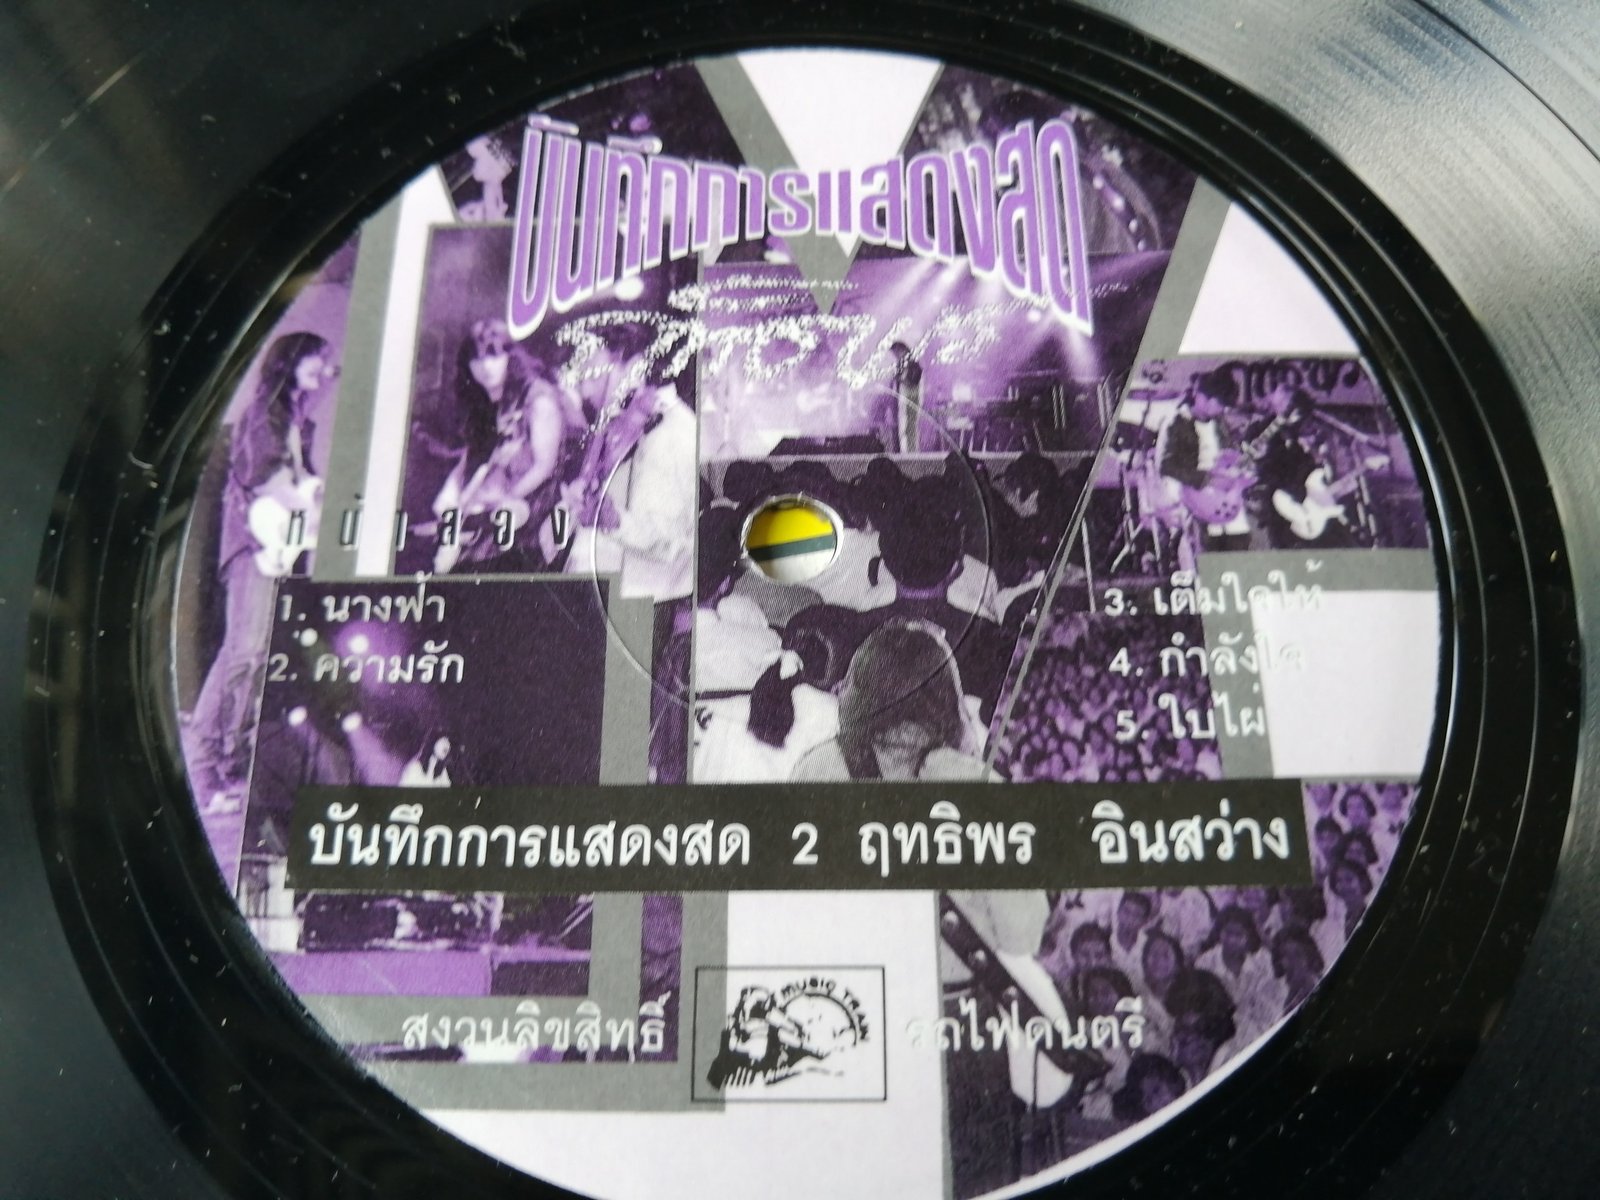 บันทึกการแสดงสด
หน้าสอง
1. นางฟ้า
2. ความรัก
3. เต็มใจให้
4. กำลังใจ
5. ใบไผ่
บันทึกการแสดงสด 2 ฤทธิพร อินสว่าง
สงวนลิขสิทธิ์
MUSIC TRAIN
รถไฟดนตรี